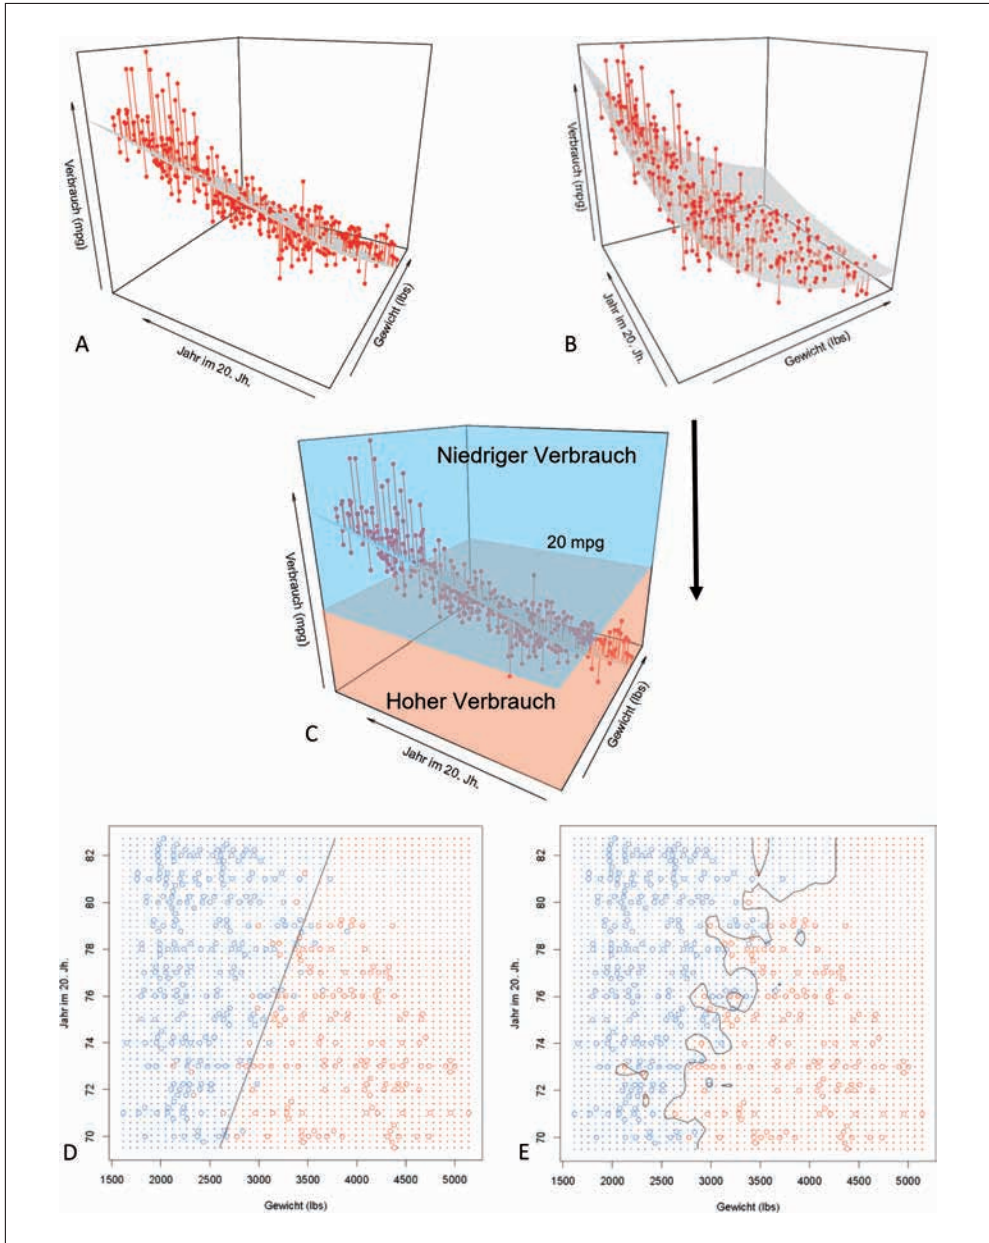 Verbrauch (mpg)
Jahr im 20. Jh.
Gewicht (lbs)
A
Verbrauch (mpg)
Jahr im 20. Jh.
Gewicht (lbs)
B
Niedriger Verbrauch
20 mpg
Verbrauch (mpg)
Hoher Verbrauch
Jahr im 20. Jh.
Gewicht (lbs)
C
Jahr im 20. Jh.
82
80
78
76
74
72
70
D
1500 2000 2500 3000 3500 4000 4500 5000
Gewicht (lbs)
Jahr im 20. Jh.
82
80
78
76
74
72
70
E
1500 2000 2500 3000 3500 4000 4500 5000
Gewicht (lbs)